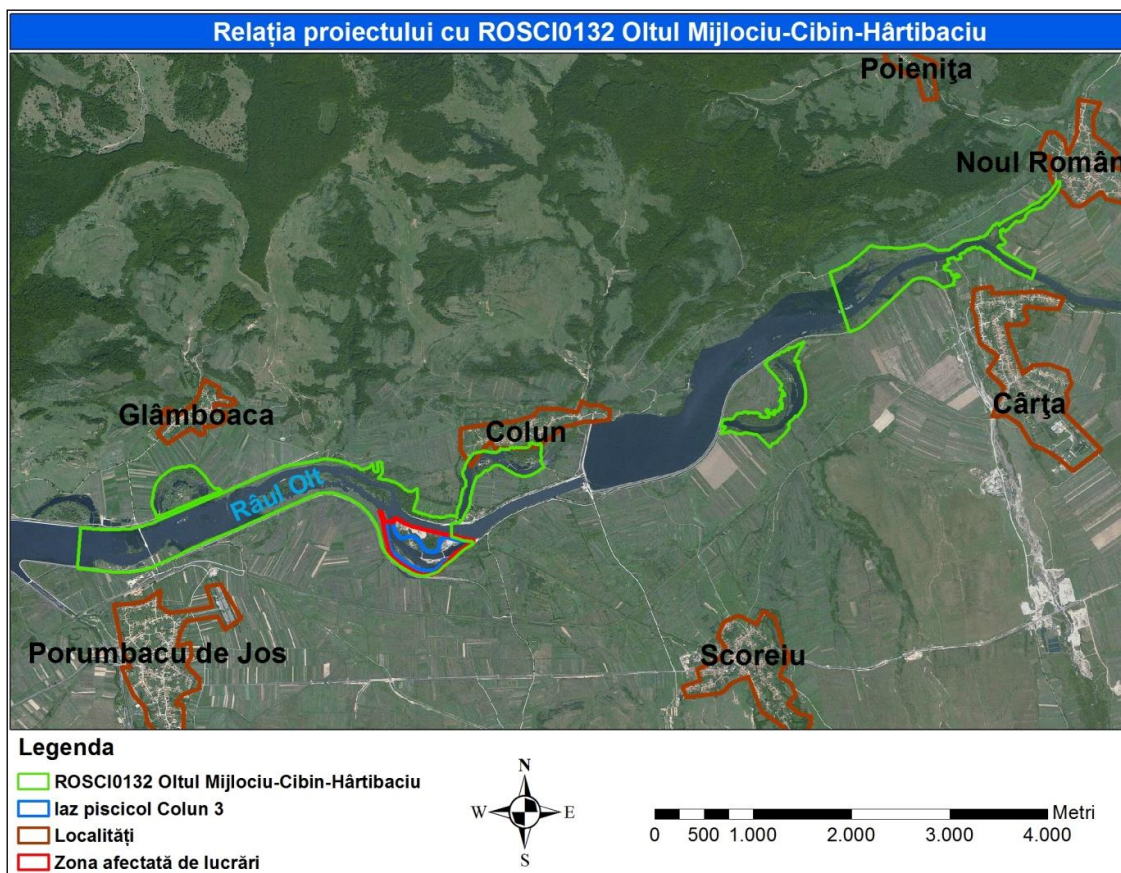 Relația proiectului cu ROSCI0132 Oltul Mijlociu-Cibin-Hârtibaciu
Poieniţa
Noul Român
Glâmboaca
Colun
Cârţa
Râul Olt
Porumbacu de Jos
Scoreiu
Legenda
ROSCI0132 Oltul Mijlociu-Cibin-Hârtibaciu
Iaz piscicol Colun 3
Localități
Zona afectată de lucrări
N
W E
S
Metri
0 500 1.000 2.000 3.000 4.000